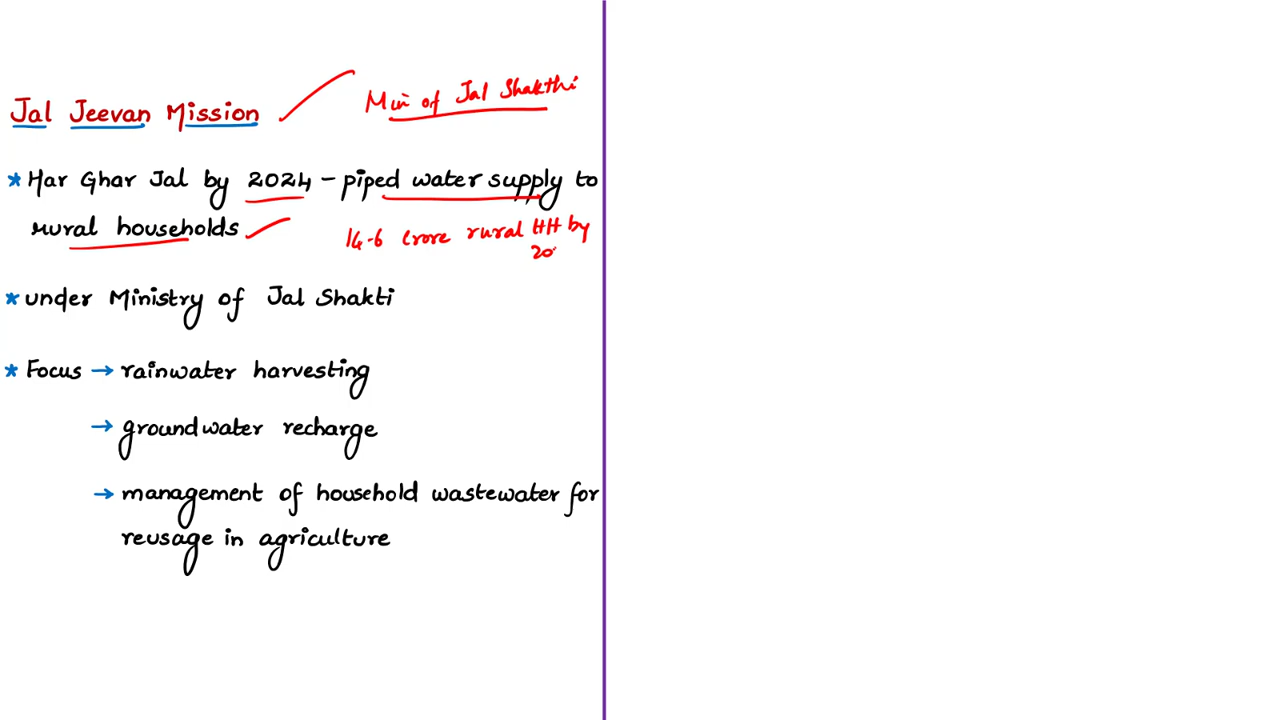 Jal Jeevan Mission
Min of Jal Shakthi
* Har Ghar Jal by 2024 - piped water supply to
rural households
14.6 crore rural HH by
20
* under Ministry of Jal Shakti
* Focus → rainwater harvesting
→ groundwater recharge
→ management of household wastewater for
reusage in agriculture